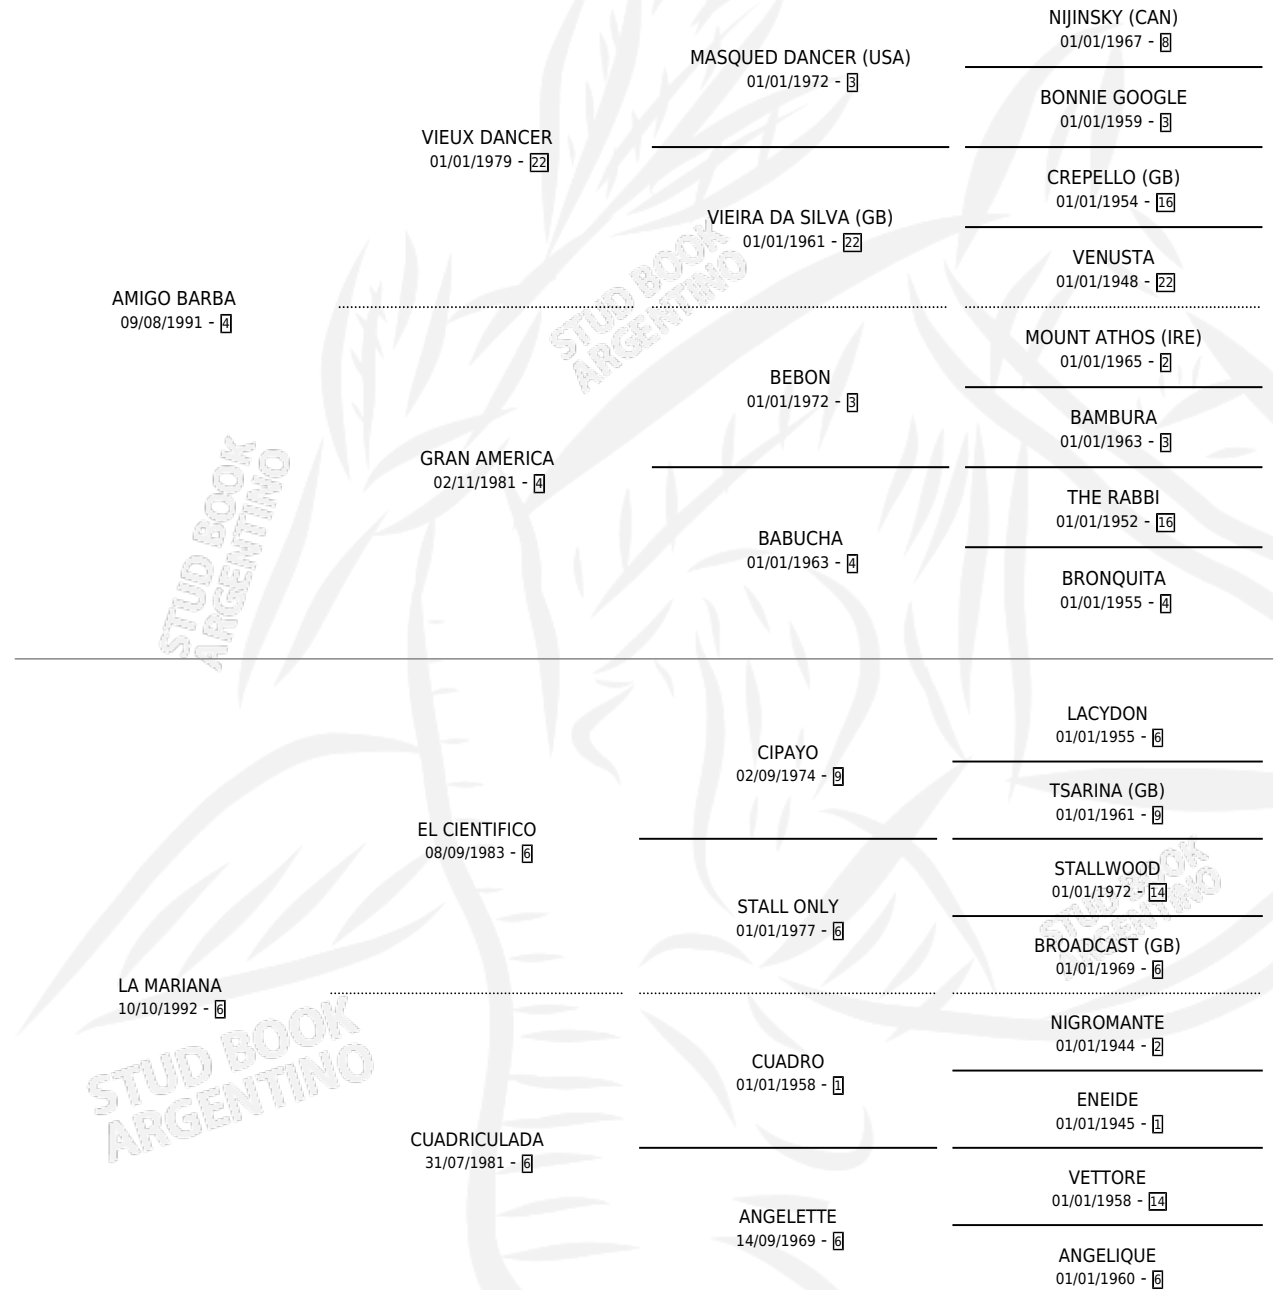 NIJINSKY (CAN)
01/01/1967 - 8
MASQUED DANCER (USA)
01/01/1972 - 3
BONNIE GOOGLE
01/01/1959 - 3
VIEUX DANCER
01/01/1979 - 22
CREPELLO (GB)
01/01/1954 - 16
VIEIRA DA SILVA (GB)
01/01/1961 - 22
VENUSTA
01/01/1948 - 22
AMIGO BARBA
09/08/1991 - 4
MOUNT ATHOS (IRE)
01/01/1965 - 2
BEBON
01/01/1972 - 3
BAMBURA
01/01/1963 - 3
GRAN AMERICA
02/11/1981 - 4
THE RABBI
01/01/1952 - 16
BABUCHA
01/01/1963 - 4
BRONQUITA
01/01/1955 - 4
LACYDON
01/01/1955 - 6
CIPAYO
02/09/1974 - 9
TSARINA (GB)
01/01/1961 - 9
EL CIENTIFICO
08/09/1983 - 6
STALLWOOD
01/01/1972 - 14
STALL ONLY
01/01/1977 - 6
BROADCAST (GB)
01/01/1969 - 6
LA MARIANA
10/10/1992 - 6
NIGROMANTE
01/01/1944 - 2
CUADRO
01/01/1958 - 1
ENEIDE
01/01/1945 - 1
CUADRICULADA
31/07/1981 - 6
VETTORE
01/01/1958 - 14
ANGELETTE
14/09/1969 - 6
ANGELIQUE
01/01/1960 - 6
STUD BOOK
ARGENTINO
STUD BOOK
ARGENTINO
STUD BOOK
ARGENTINO
STUD BOOK
ARGENTINO